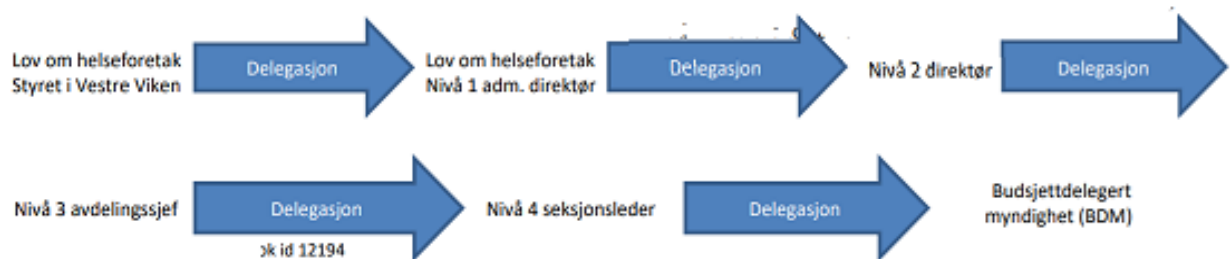 Lov om helseforetak
Styret i Vestre Viken
Delegasjon
Lov om helseforetak
Nivå 1 adm. direktør
Delegasjon
Nivå 2 direktør
Delegasjon
Nivå 3 avdelingssjef
Delegasjon
id 12194
Nivå 4 seksjonsleder
Delegasjon
Budsjettdelegert
myndighet (BDM)